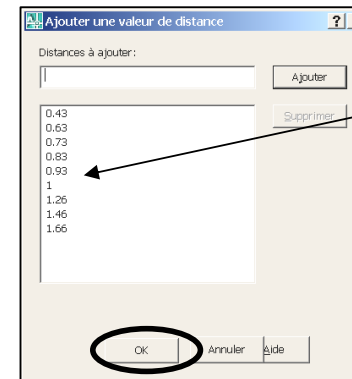 Ajouter une valeur de distance
Distances à ajouter:
Ajouter
Supprimer
0.43
0.63
0.73
0.83
0.93
1
1.26
1.46
1.66
OK
Annuler
Aide